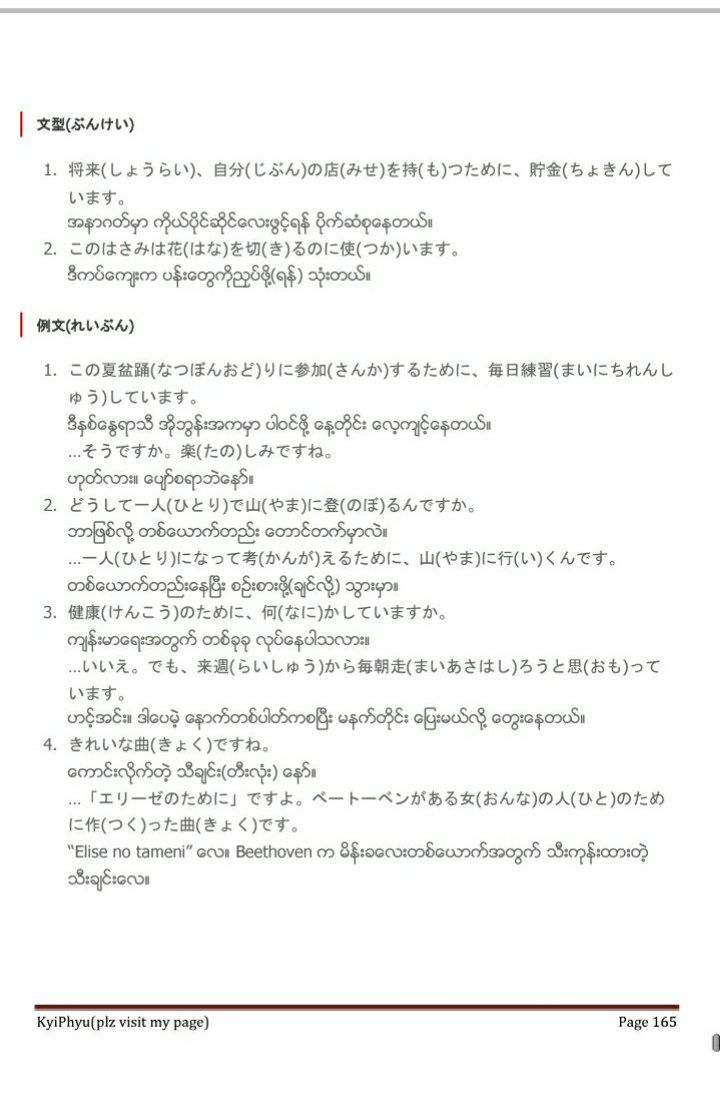 文型(ぶんけい)
1. 将来(しょうらい)、自分(じぶん)の店(みせ)を持(も)つために、貯金(ちょきん)して
います。
အနာဂတ်မှာ ကိုယ်ပိုင်ဆိုင်လေးဖွင့်ရန် ပိုက်ဆံစုနေတယ်။
2. このはさみは花(はな)を切(き)るのに使(つか)います。
ဒီကပ်ကျေးက ပန်းတွေကိုညှပ်ဖို့(ရန်) သုံးတယ်။
例文(れいぶん)
1. この夏盆踊(なつぼんおど)りに参加(さんか)するために、毎日練習(まいにちれんし
ゅう)しています。
ဒီနှစ်နွေရာသီ အိုဘွန်းအကမှာ ပါဝင်ဖို့ နေ့တိုင်း လေ့ကျင့်နေတယ်။
…そうですか。楽(たの)しみですね。
ဟုတ်လား။ ပျော်စရာဘဲနော်။
2. どうして一人(ひとり)で山(やま)に登(のぼ)るんですか。
ဘာဖြစ်လို့ တစ်ယောက်တည်း တောင်တက်မှာလဲ။
…一人(ひとり)になって考(かんが)えるために、山(やま)に行(い)くんです。
တစ်ယောက်တည်းနေပြီး စဉ်းစားဖို့(ချင်လို့) သွားမှာ။
3. 健康(けんこう)のために、何(なに)かしていますか。
ကျန်းမာရေးအတွက် တစ်ခုခု လုပ်နေပါသလား။
…いいえ。でも、来週(らいしゅう)から毎朝走(まいあさはし)ろうと思(おも)って
います。
ဟင့်အင်း။ ဒါပေမဲ့ နောက်တစ်ပါတ်ကစပြီး မနက်တိုင်း ပြေးမယ်လို့ တွေးနေတယ်။
4. きれいな曲(きょく)ですね。
ကောင်းလိုက်တဲ့ သီချင်း(တီးလုံး) နော်။
…「エリーゼのために」ですよ。ベートーベンがある女(おんな)の人(ひと)のため
に作(つく)った曲(きょく)です。
“Elise no tameni” လေ။ Beethoven က မိန်းခလေးတစ်ယောက်အတွက် သီးကုန်းထားတဲ့
သီးချင်းလေ။
KyiPhyu(plz visit my page) Page 165